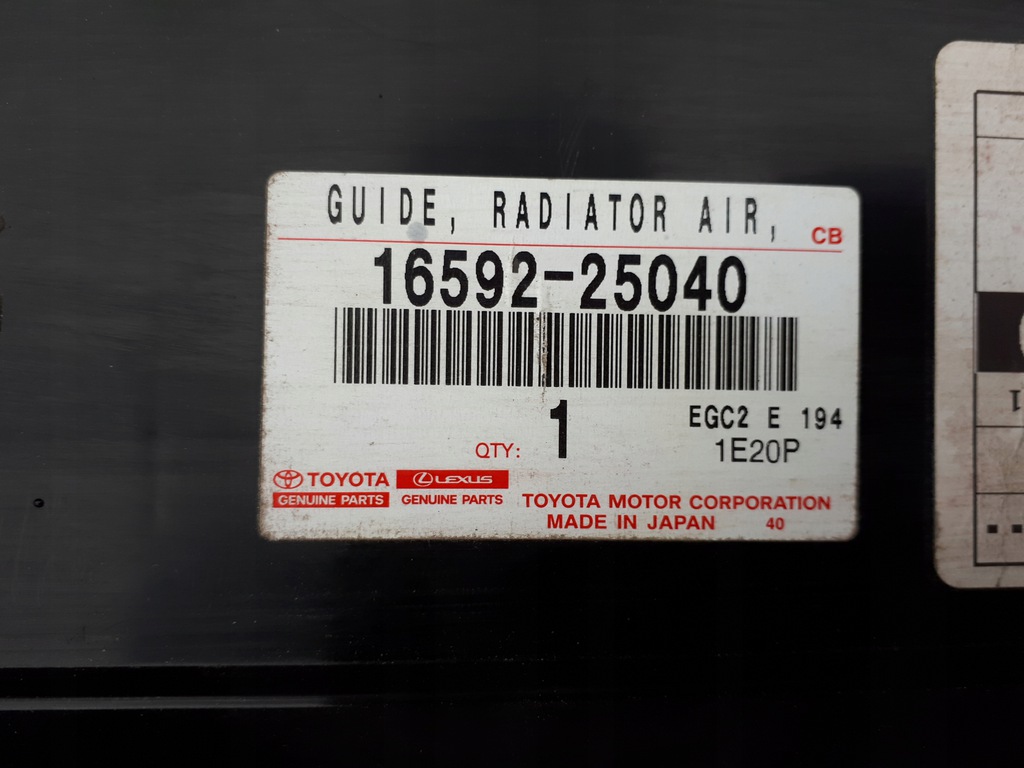 GUIDE, RADIATOR AIR,
CB
16592-25040
QTY: 1
EGC2 E 194
1E20P
TOYOTA LEXUS
GENUINE PARTS GENUINE PARTS
TOYOTA MOTOR CORPORATION
MADE IN JAPAN 40